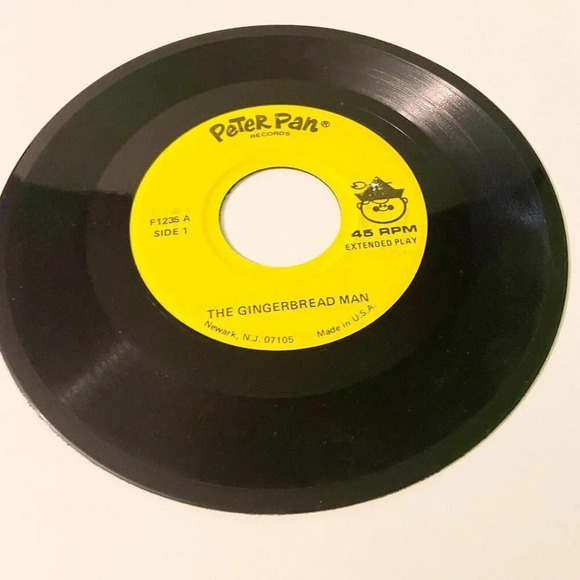 PETER PAN®
RECORDS
F1235 A
SIDE 1
45 RPM
EXTENDED PLAY
THE GINGERBREAD MAN
Newark, N.J. 07105
Made in U.S.A.